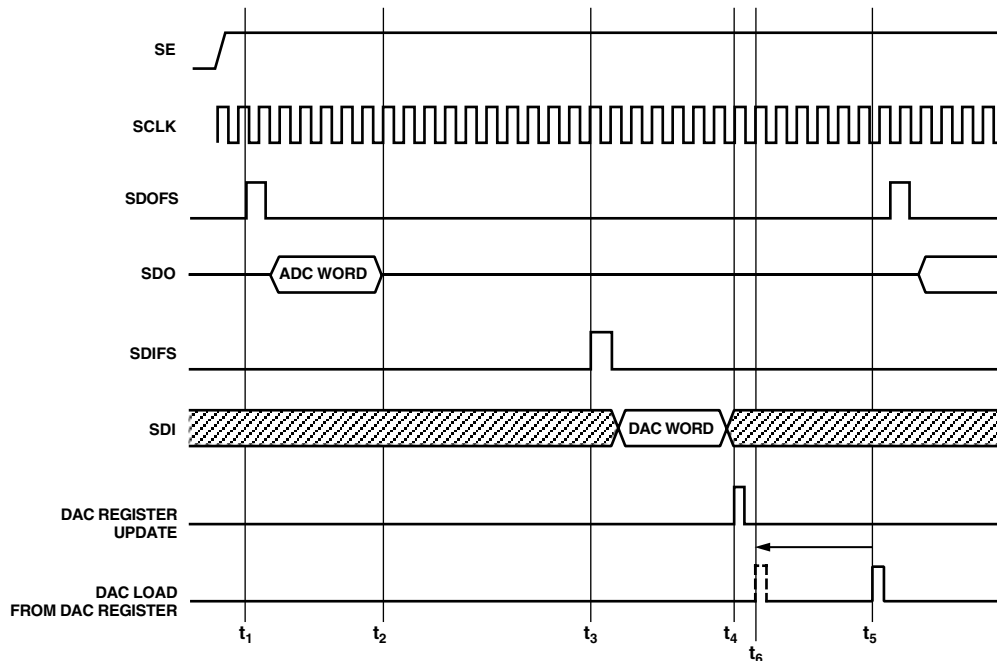 SE
SCLK
SDOFS
SDO
ADC WORD
SDIFS
SDI
DAC WORD
DAC REGISTER
UPDATE
DAC LOAD
FROM DAC REGISTER
t1
t2
t3
t4
t6
t5